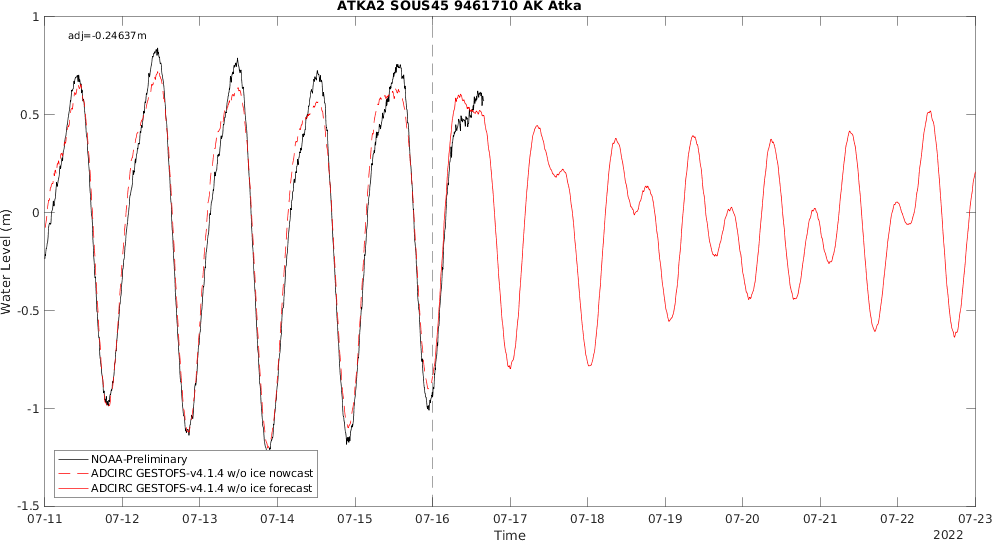 ATKA2 SOUS45 9461710 AK Atka
adj=-0.24637m
1
0.5
0
-0.5
-1
-1.5
Water Level (m)
NOAA-Preliminary
ADCIRC GESTOFS-v4.1.4 w/o ice nowcast
ADCIRC GESTOFS-v4.1.4 w/o ice forecast
07-11 07-12 07-13 07-14 07-15 07-16 07-17 07-18 07-19 07-20 07-21 07-22 07-23
Time
2022